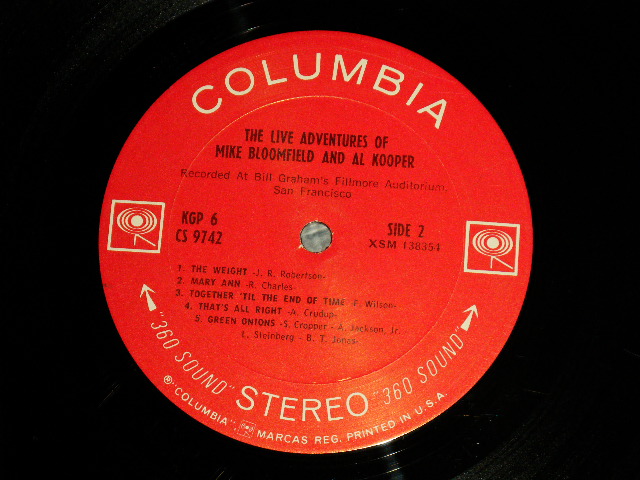 COLUMBIA
THE LIVE ADVENTURES OF
MIKE BLOOMFIELD AND AL KOOPER
Recorded At Bill Graham's Fillmore Auditorium,
San Francisco
KGP 6
CS 9742
SIDE 2
XSM 138354
1. THE WEIGHT -J. R. Robertson-
2. MARY ANN -R. Charles-
3. TOGETHER 'TIL THE END OF TIME -F. Wilson-
4. THAT'S ALL RIGHT -A. Crudup-
5. GREEN ONIONS -S. Cropper - A. Jackson, Jr.
L. Steinberg - B. T. Jones-
"360 SOUND" STEREO "360 SOUND"
℗ "COLUMBIA" MARCAS REG. PRINTED IN U.S.A.